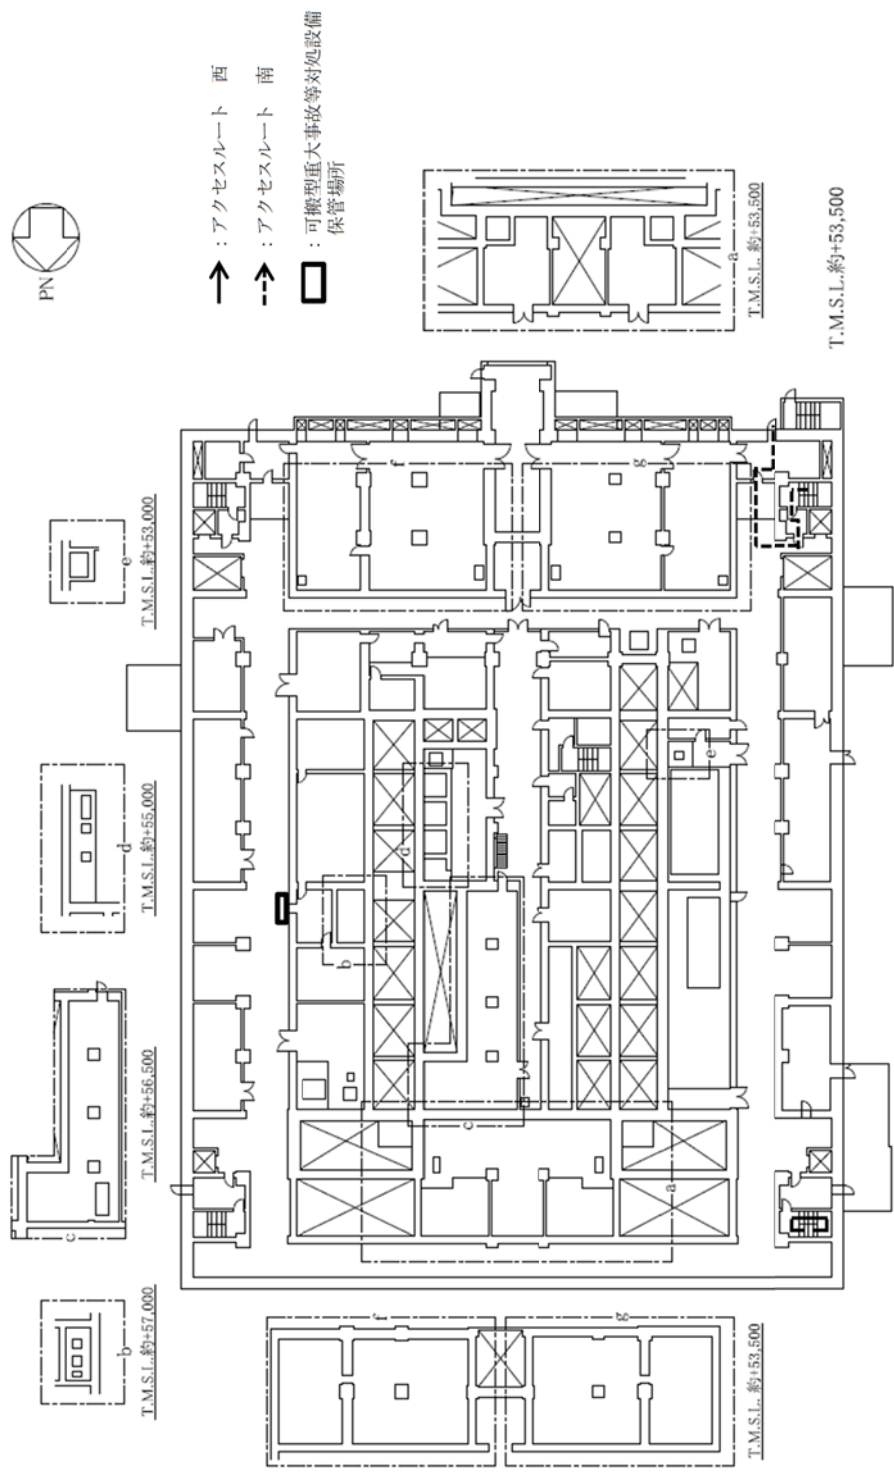 PN
：アクセスルート　西
：アクセスルート　南
：可搬型重大事故等対処設備
保管場所
a
T.M.S.L. 約+53,500
T.M.S.L.約+53,500
e
T.M.S.L.約+53,000
d
T.M.S.L.約+55,000
c
T.M.S.L.約+56,500
b
T.M.S.L.約+57,000
f
g
T.M.S.L. 約+53,500
f
g
e
d
b
c
a